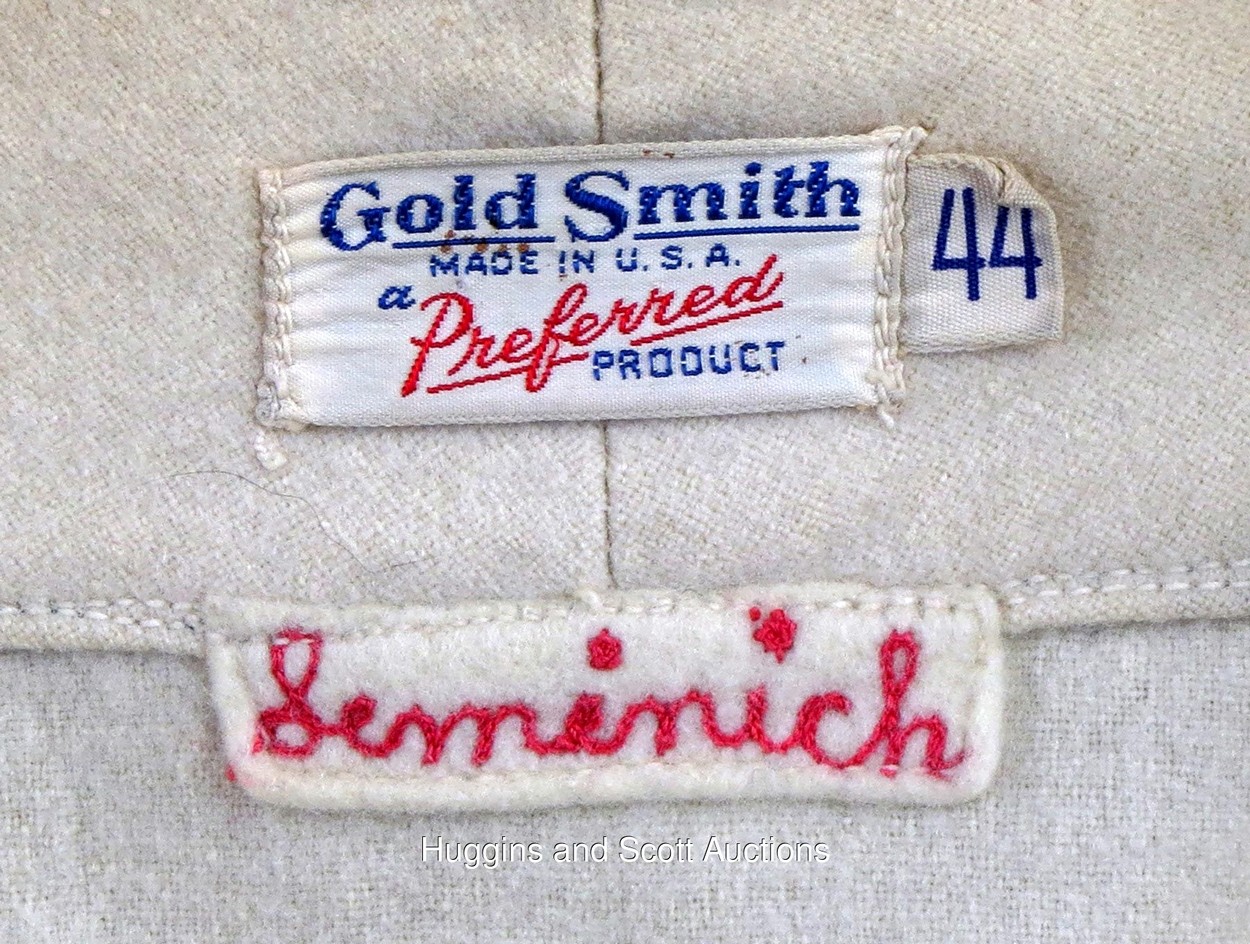 Gold Smith
MADE IN U.S.A.
a Preferred
PRODUCT
44
Seminich
Huggins and Scott Auctions